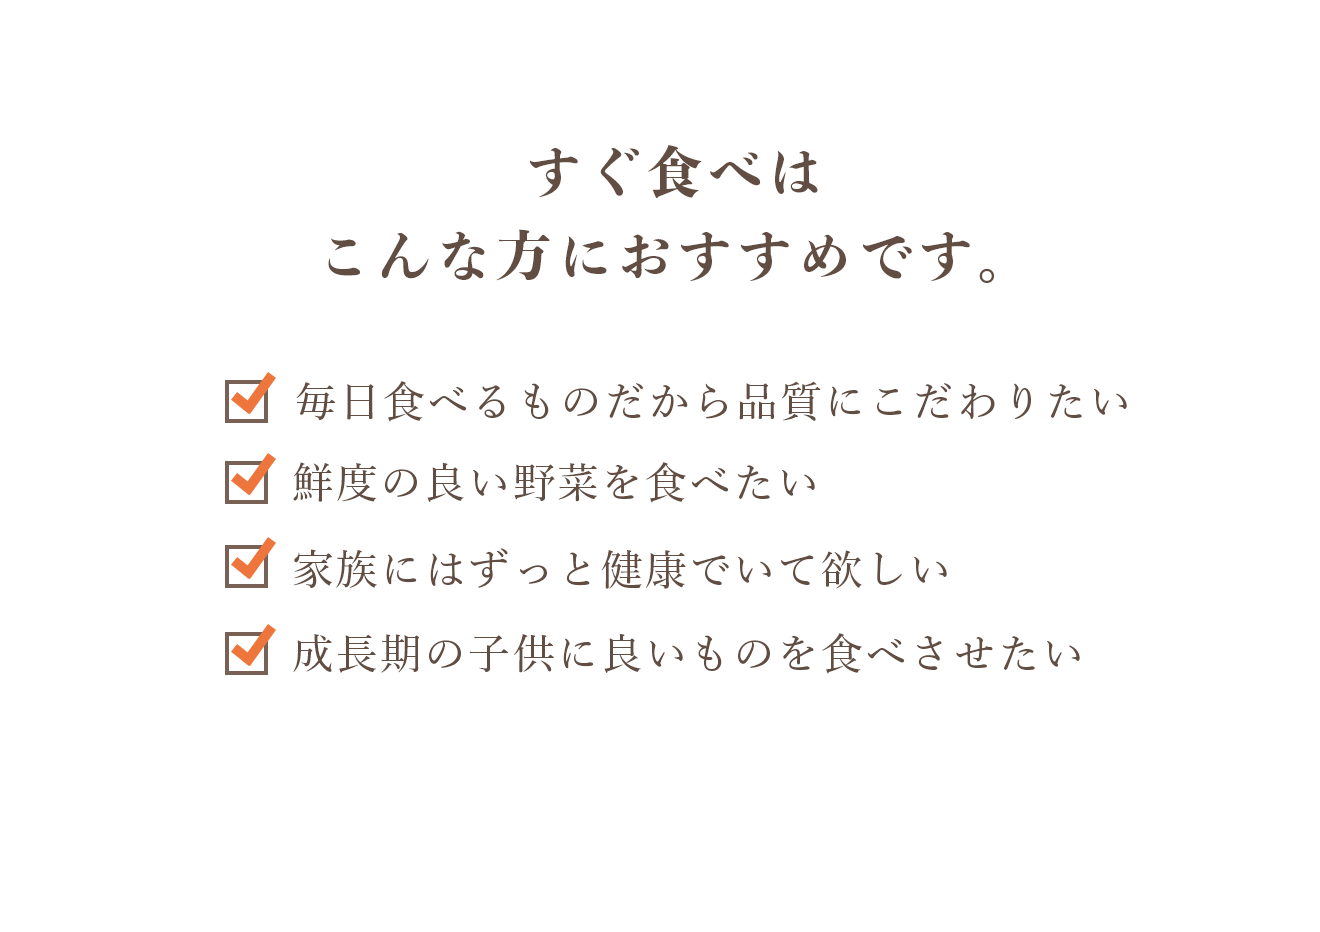 すぐ食べは
こんな方におすすめです。
毎日食べるものだから品質にこだわりたい
鮮度の良い野菜を食べたい
家族にはずっと健康でいて欲しい
成長期の子供に良いものを食べさせたい